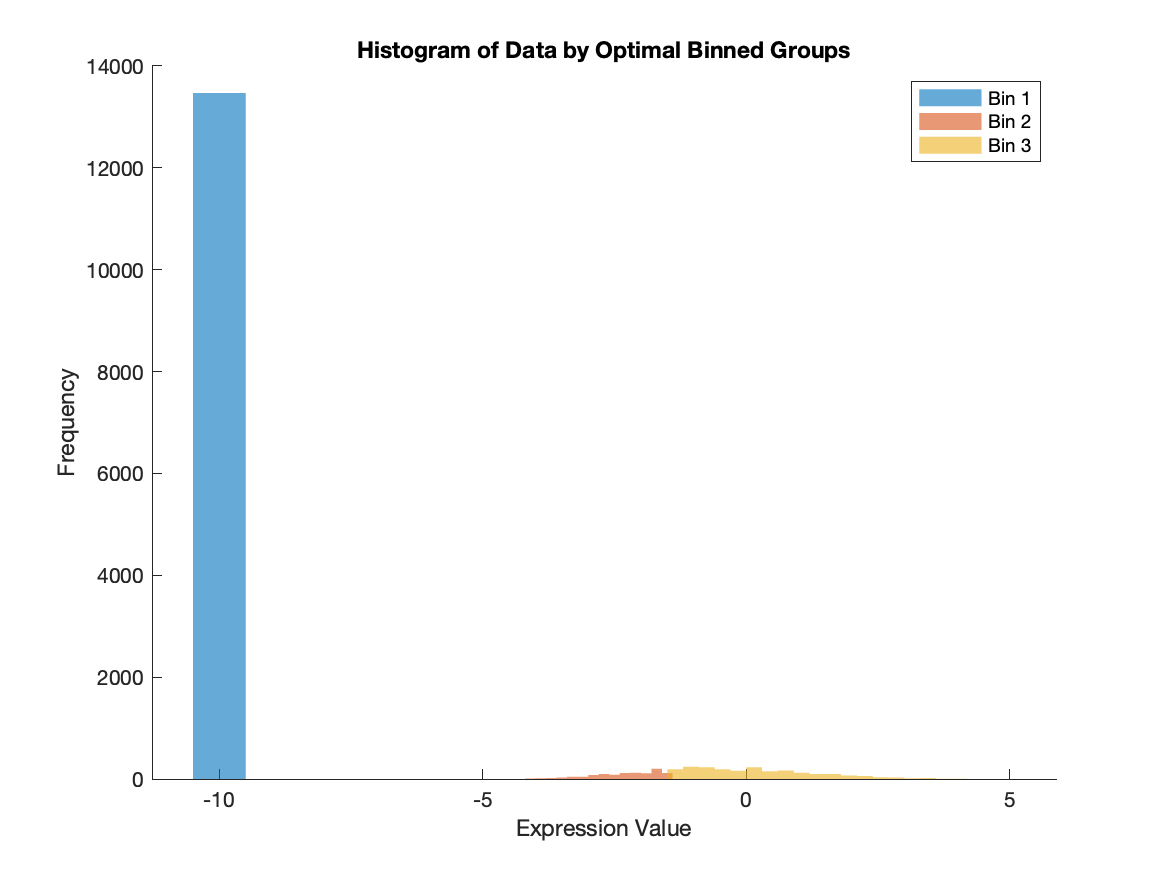 Histogram of Data by Optimal Binned Groups
14000
12000
10000
8000
6000
4000
2000
0
Frequency
Bin 1
Bin 2
Bin 3
-10
-5
0
5
Expression Value